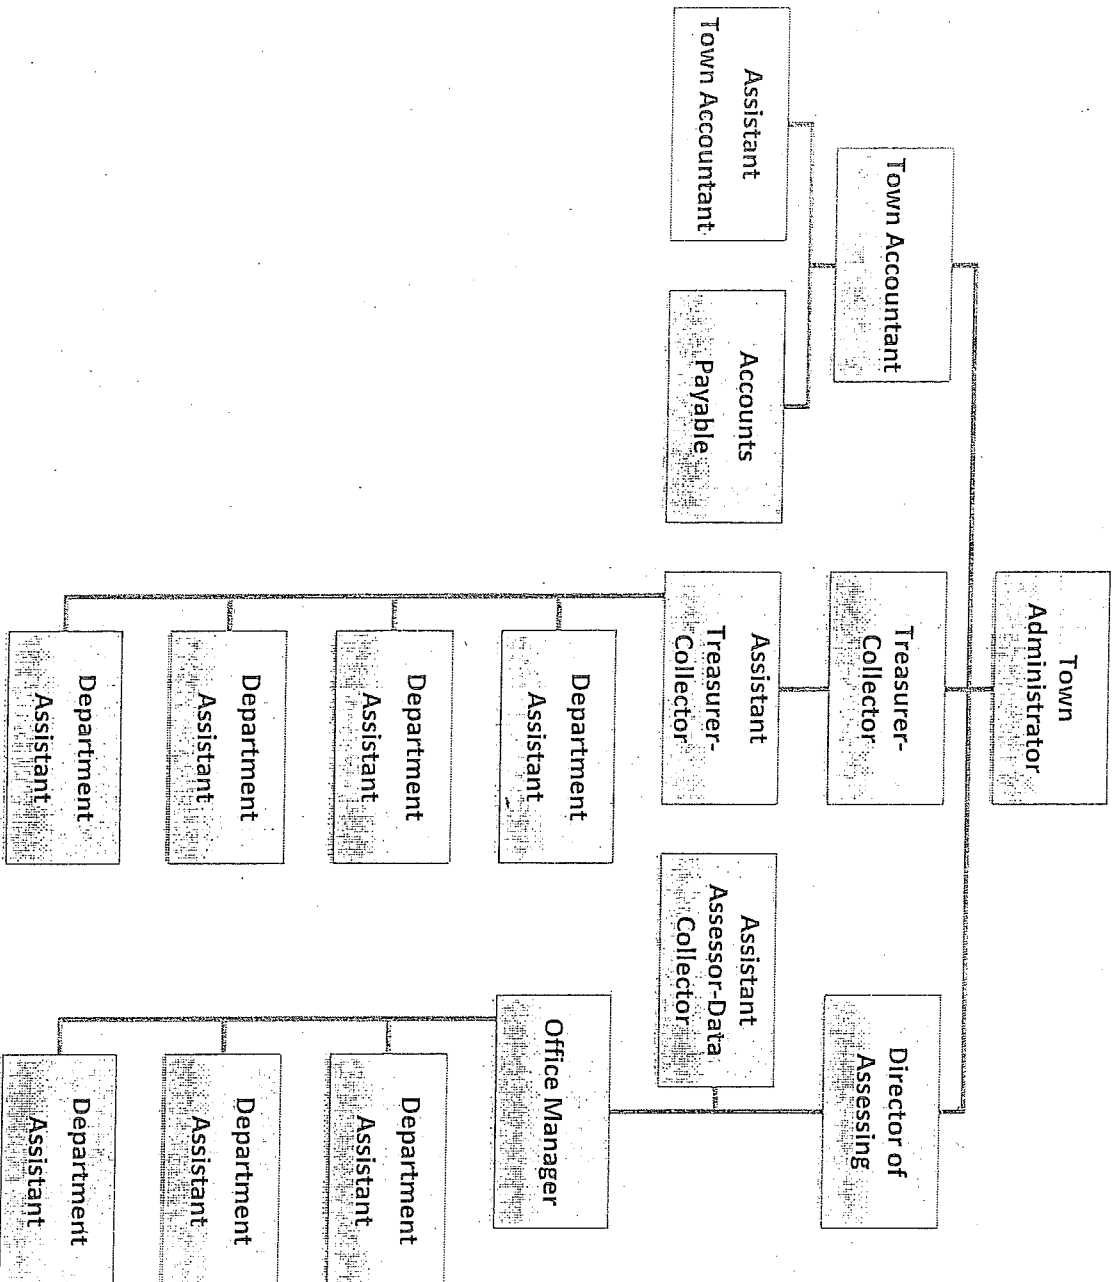 Town
Administrator
Town Accountant
Treasurer-
Collector
Director of
Assessing
Assistant
Town Accountant
Accounts
Payable
Assistant
Treasurer-
Collector
Assistant
Assessor-Data
Collector
Department
Assistant
Department
Assistant
Department
Assistant
Department
Assistant
Office Manager
Department
Assistant
Department
Assistant
Department
Assistant